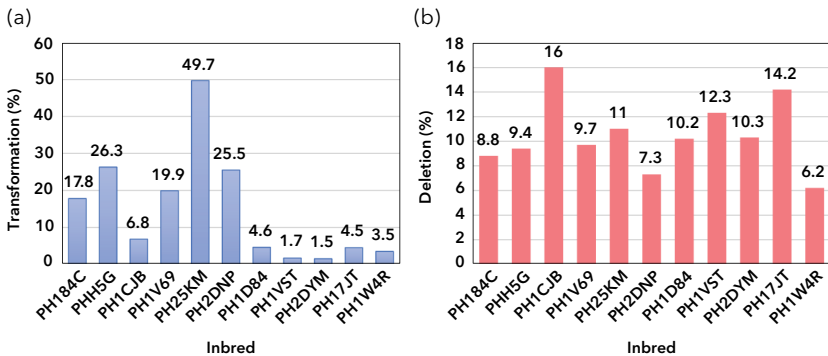 (a)
Transformation (%)
60
50
40
30
20
10
0
17.8
26.3
6.8
19.9
49.7
25.5
4.6
1.7
1.5
4.5
3.5
PH184C
PHH5G
PH1CJB
PH1V69
PH25KM
PH2DNP
PH1D84
PH1VST
PH2DYM
PH17JT
PH1W4R
Inbred
(b)
Deletion (%)
18
16
14
12
10
8
6
4
2
0
8.8
9.4
16
9.7
11
7.3
10.2
12.3
10.3
14.2
6.2
PH184C
PHH5G
PH1CJB
PH1V69
PH25KM
PH2DNP
PH1D84
PH1VST
PH2DYM
PH17JT
PH1W4R
Inbred